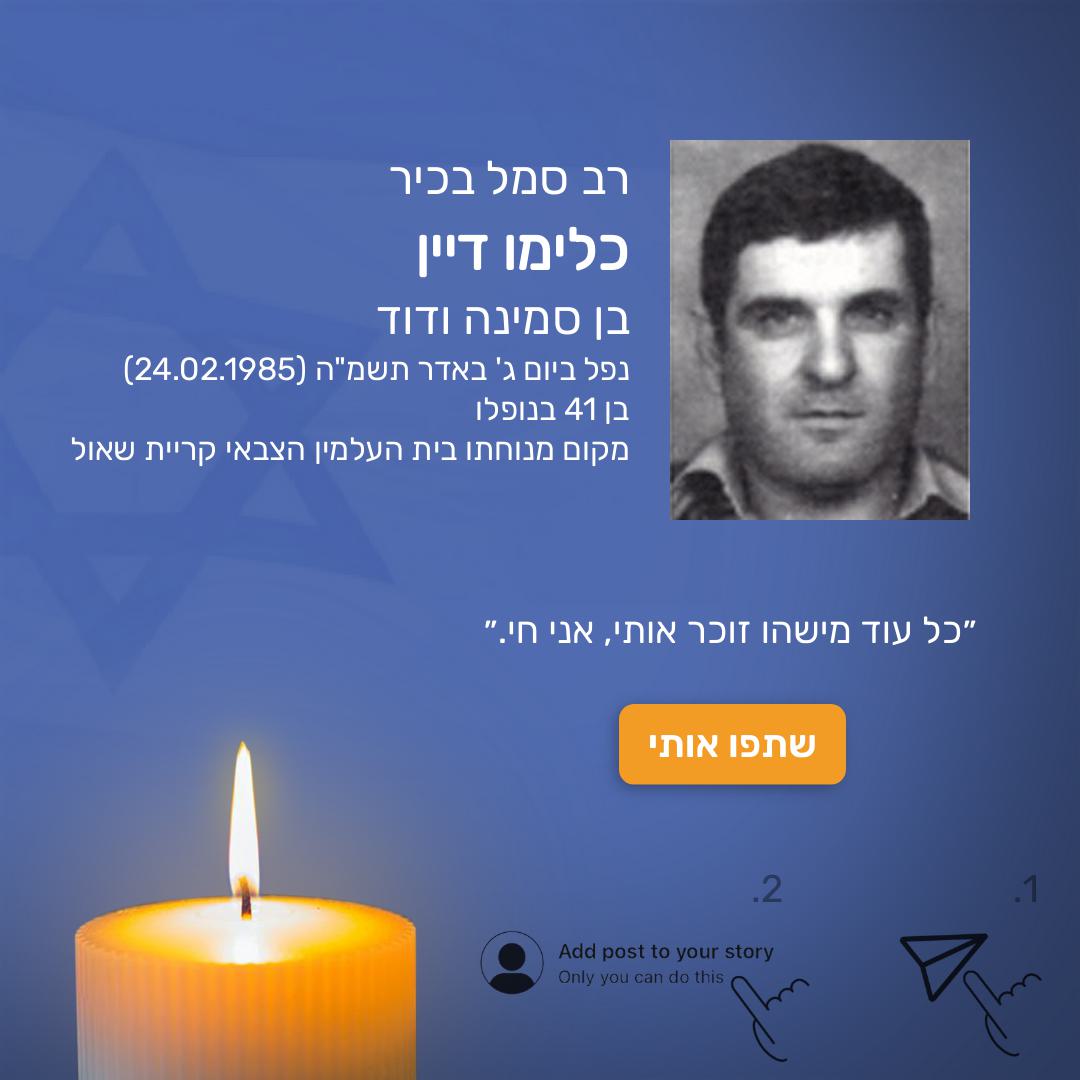 רב סמל בכיר
כלימו דיין
בן סמינה ודוד
נפל ביום ג' באדר תשמ"ה (24.02.1985)
בן 41 בנופלו
מקום מנוחתו בית העלמין הצבאי קריית שאול
״כל עוד מישהו זוכר אותי, אני חי.״
שתפו אותי
.1
.2
Add post to your story
Only you can do this